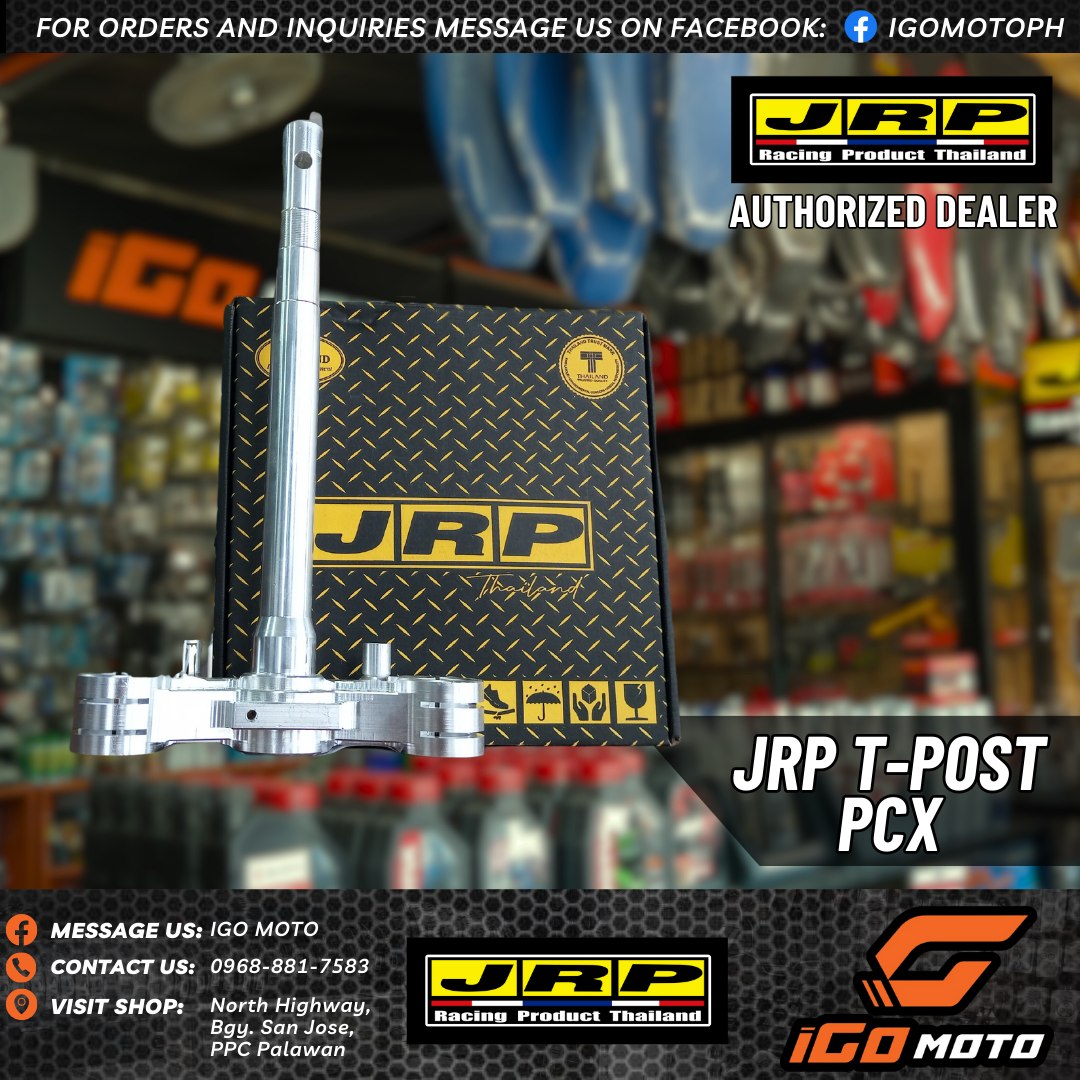 FOR ORDERS AND INQUIRIES MESSAGE US ON FACEBOOK: IGOMOTOPH
JRP
Racing Product Thailand
AUTHORIZED DEALER
iGO
THAILAND
JRP
Thailand
JRP T-POST
PCX
MESSAGE US: IGO MOTO
CONTACT US: 0968-881-7583
VISIT SHOP: North Highway,
Bgy. San Jose,
PPC Palawan
JRP
Racing Product Thailand
iGO MOTO